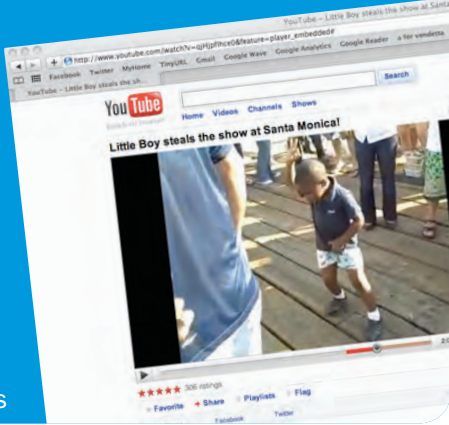 YouTube – Little Boy steals the show at Santa
http://www.youtube.com/watch?v=qjHjpFlhce0&feature=player_embedded#
Facebook Twitter MyHome TinyURL Gmail Google Wave Google Analytics Google Reader a for vendetta
YouTube – Little Boy steals the sh...
YouTube
Search
Home Videos Channels Shows
Little Boy steals the show at Santa Monica!
306 ratings
Favorite Share Playlists Flag
Facebook Twitter
s